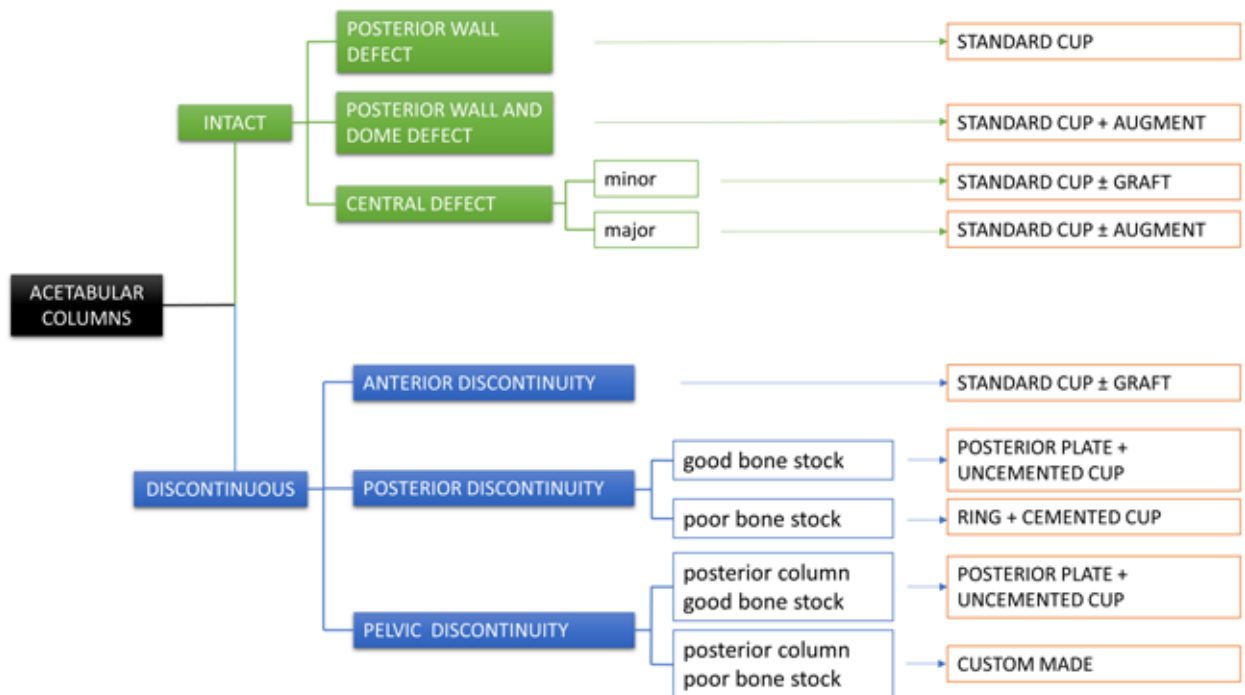 POSTERIOR WALL
DEFECT
STANDARD CUP
INTACT
POSTERIOR WALL AND
DOME DEFECT
STANDARD CUP + AUGMENT
CENTRAL DEFECT
minor
STANDARD CUP ± GRAFT
major
STANDARD CUP ± AUGMENT
ACETABULAR
COLUMNS
ANTERIOR DISCONTINUITY
STANDARD CUP ± GRAFT
DISCONTINUOUS
POSTERIOR DISCONTINUITY
good bone stock
POSTERIOR PLATE +
UNCEMENTED CUP
poor bone stock
RING + CEMENTED CUP
PELVIC DISCONTINUITY
posterior column
good bone stock
POSTERIOR PLATE +
UNCEMENTED CUP
posterior column
poor bone stock
CUSTOM MADE